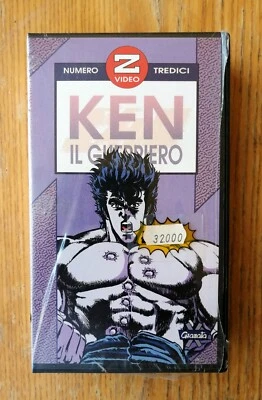 NUMERO Z VIDEO TREDICI
KEN
IL GUERRIERO
32000
Granata